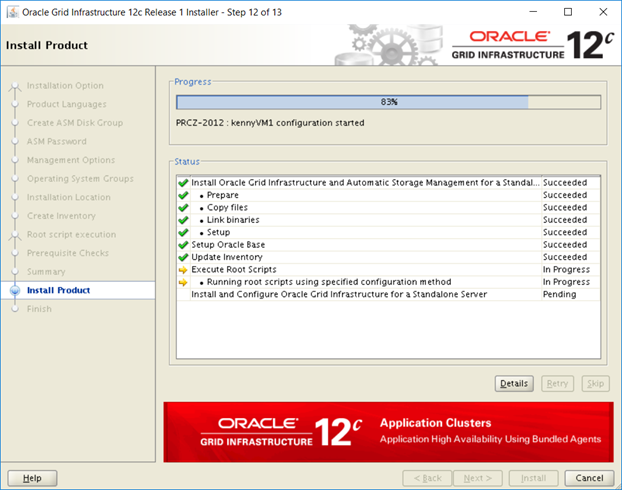 Oracle Grid Infrastructure 12c Release 1 Installer - Step 12 of 13
Install Product
ORACLE
GRID INFRASTRUCTURE 12c
Installation Option
Product Languages
Create ASM Disk Group
ASM Password
Management Options
Operating System Groups
Installation Location
Create Inventory
Root script execution
Prerequisite Checks
Summary
Install Product
Finish
Progress
83%
PRCZ-2012 : kennyVM1 configuration started
Status
Install Oracle Grid Infrastructure and Automatic Storage Management for a Standal... Succeeded
• Prepare Succeeded
• Copy files Succeeded
• Link binaries Succeeded
• Setup Succeeded
Setup Oracle Base Succeeded
Update Inventory Succeeded
Execute Root Scripts In Progress
• Running root scripts using specified configuration method In Progress
Install and Configure Oracle Grid Infrastructure for a Standalone Server Pending
Details Retry Skip
ORACLE
GRID INFRASTRUCTURE 12c
Application Clusters
Application High Availability Using Bundled Agents
Help < Back Next > Install Cancel